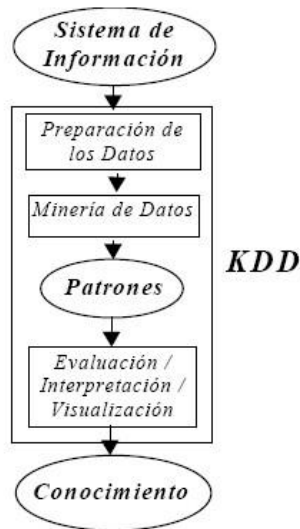 Sistema de
Información
Preparación de
los Datos
Minería de Datos
KDD
Patrones
Evaluación /
Interpretación /
Visualización
Conocimiento